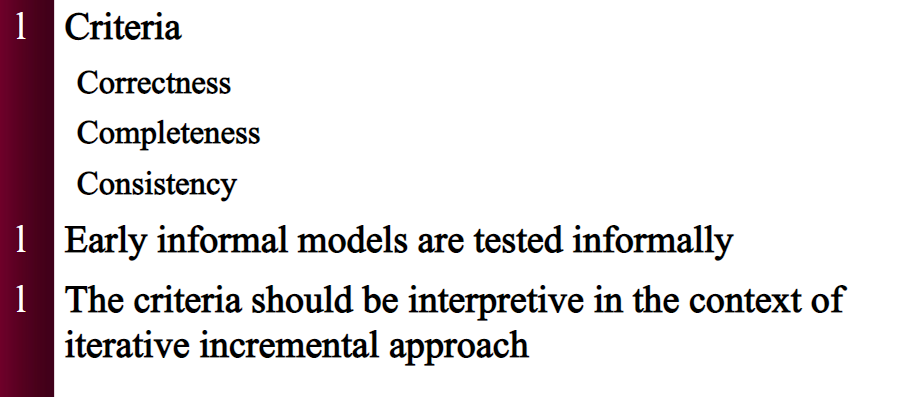 l Criteria
Correctness
Completeness
Consistency
l Early informal models are tested informally
l The criteria should be interpretive in the context of
iterative incremental approach